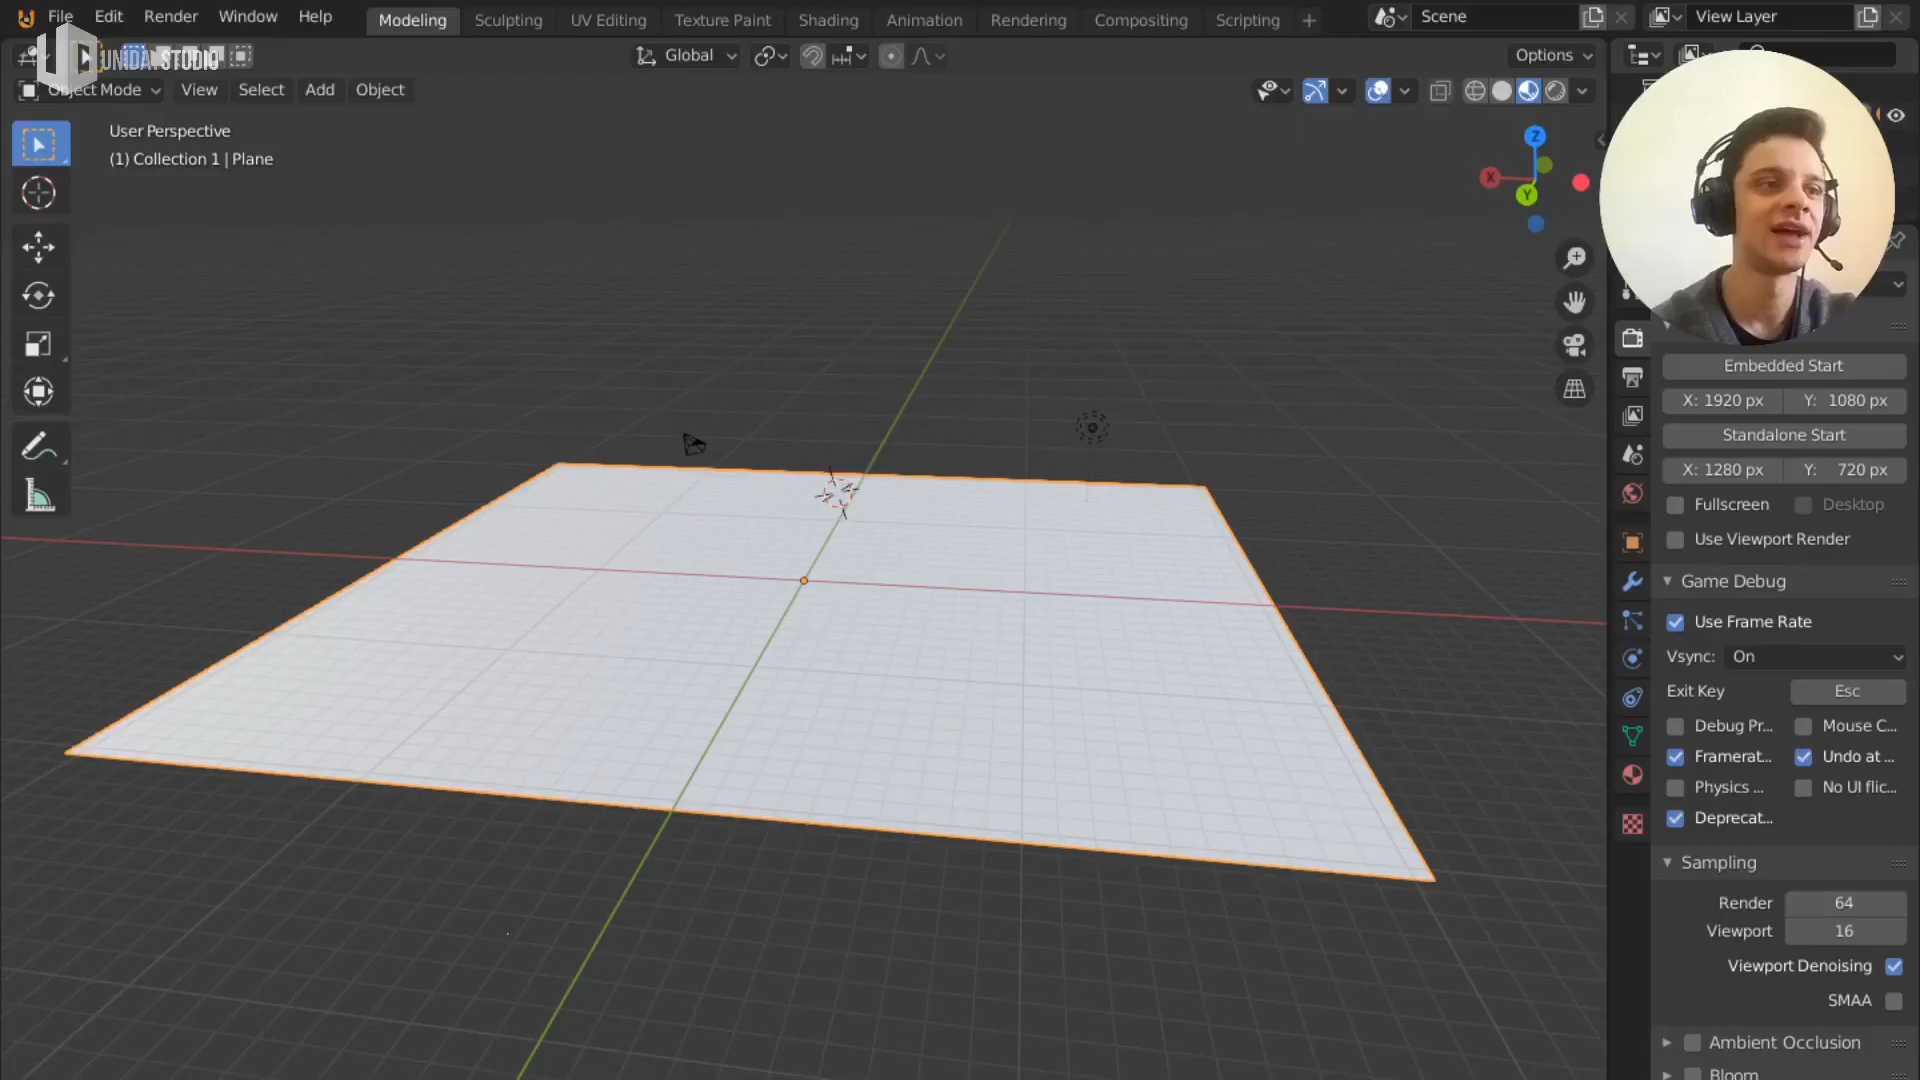 File Edit Render Window Help
Modeling Sculpting UV Editing Texture Paint Shading Animation Rendering Compositing Scripting +
Scene
View Layer
UNIDAY STUDIO
Global
Options
Object Mode View Select Add Object
User Perspective
(1) Collection 1 | Plane
Z
X
Y
Embedded Start
X: 1920 px Y: 1080 px
Standalone Start
X: 1280 px Y: 720 px
Fullscreen Desktop
Use Viewport Render
Game Debug
Use Frame Rate
Vsync: On
Exit Key Esc
Debug Pr... Mouse C...
Framerat... Undo at ...
Physics ... No UI flic...
Deprecat...
Sampling
Render 64
Viewport 16
Viewport Denoising
SMAA
Ambient Occlusion
Bloom